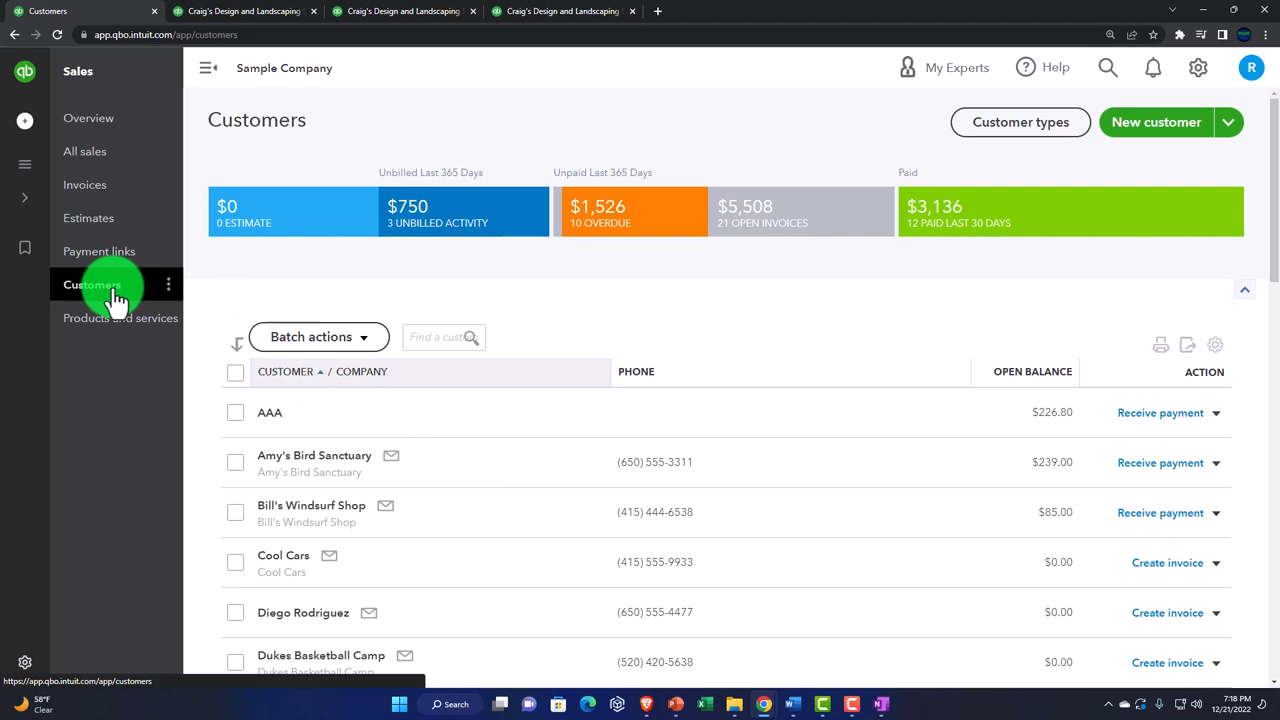 Customers
Craig's Design and Landscaping
Craig's Design and Landscaping
Craig's Design and Landscaping
app.qbo.intuit.com/app/customers
qb
Sales
Sample Company
My Experts
Help
R
Overview
All sales
Invoices
Estimates
Payment links
Customers
Products and services
Customers
Customer types
New customer
Unbilled Last 365 Days
Unpaid Last 365 Days
Paid
$0
0 ESTIMATE
$750
3 UNBILLED ACTIVITY
$1,526
10 OVERDUE
$5,508
21 OPEN INVOICES
$3,136
12 PAID LAST 30 DAYS
Batch actions
Find a custo
CUSTOMER / COMPANY PHONE OPEN BALANCE ACTION
AAA $226.80 Receive payment
Amy's Bird Sanctuary
Amy's Bird Sanctuary
(650) 555-3311 $239.00 Receive payment
Bill's Windsurf Shop
Bill's Windsurf Shop
(415) 444-6538 $85.00 Receive payment
Cool Cars
Cool Cars
(415) 555-9933 $0.00 Create invoice
Diego Rodriguez (650) 555-4477 $0.00 Create invoice
Dukes Basketball Camp
Dukes Basketball Camp
(520) 420-5638 $0.00 Create invoice
https://app.qbo.intuit.com/app/customers
58°F
Clear
Search
7:18 PM
12/21/2022